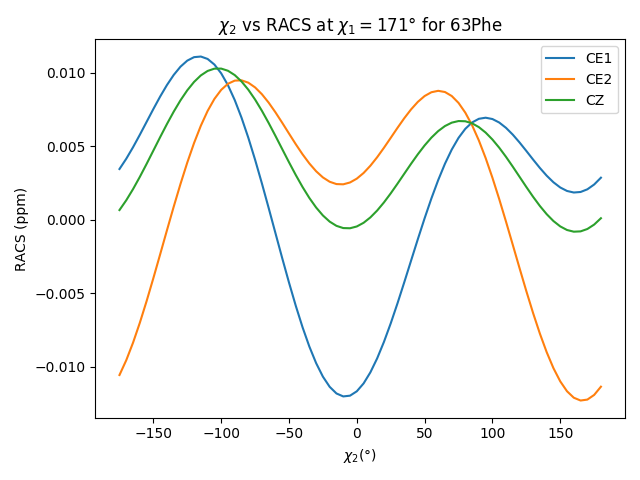 χ₂ vs RACS at χ₁ = 171° for 63Phe
CE1
CE2
CZ
RACS (ppm)
0.010
0.005
0.000
−0.005
−0.010
−150
−100
−50
0
50
100
150
χ₂(°)